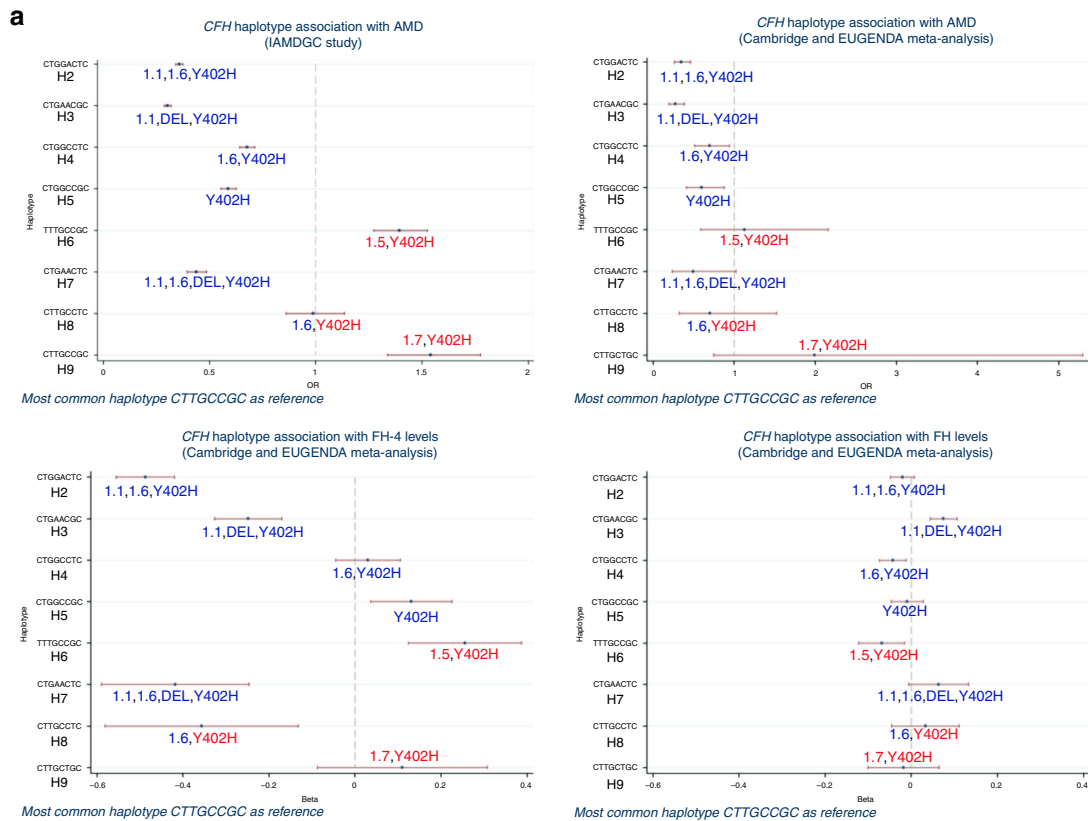 a
CFH haplotype association with AMD
(IAMDGC study)
Haplotype
CTGGACTC
H2
1.1,1.6,Y402H
CTGAACGC
H3
1.1,DEL,Y402H
CTGGCCTC
H4
1.6,Y402H
CTGGCCGC
H5
Y402H
TTTGCCGC
H6
1.5,Y402H
CTGAACTC
H7
1.1,1.6,DEL,Y402H
CTTGCCTC
H8
1.6,Y402H
1.7,Y402H
CTTGCCGC
H9
0 0.5 1 1.5 2
OR
Most common haplotype CTTGCCGC as reference
CFH haplotype association with AMD
(Cambridge and EUGENDA meta-analysis)
Haplotype
CTGGACTC
H2
1.1,1.6,Y402H
CTGAACGC
H3
1.1,DEL,Y402H
CTGGCCTC
H4
1.6,Y402H
CTGGCCGC
H5
Y402H
TTTGCCGC
H6
1.5,Y402H
CTGAACTC
H7
1.1,1.6,DEL,Y402H
CTTGCCTC
H8
1.6,Y402H
1.7,Y402H
CTTGCTGC
H9
0 1 2 3 4 5
OR
Most common haplotype CTTGCCGC as reference
CFH haplotype association with FH-4 levels
(Cambridge and EUGENDA meta-analysis)
Haplotype
CTGGACTC
H2
1.1,1.6,Y402H
CTGAACGC
H3
1.1,DEL,Y402H
CTGGCCTC
H4
1.6,Y402H
CTGGCCGC
H5
Y402H
TTTGCCGC
H6
1.5,Y402H
CTGAACTC
H7
1.1,1.6,DEL,Y402H
CTTGCCTC
H8
1.6,Y402H
1.7,Y402H
CTTGCTGC
H9
−0.6 −0.4 −0.2 0 0.2 0.4
Beta
Most common haplotype CTTGCCGC as reference
CFH haplotype association with FH levels
(Cambridge and EUGENDA meta-analysis)
Haplotype
CTGGACTC
H2
1.1,1.6,Y402H
CTGAACGC
H3
1.1,DEL,Y402H
CTGGCCTC
H4
1.6,Y402H
CTGGCCGC
H5
Y402H
TTTGCCGC
H6
1.5,Y402H
CTGAACTC
H7
1.1,1.6,DEL,Y402H
CTTGCCTC
H8
1.6,Y402H
1.7,Y402H
CTTGCTGC
H9
−0.6 −0.4 −0.2 0 0.2 0.4
Beta
Most common haplotype CTTGCCGC as reference